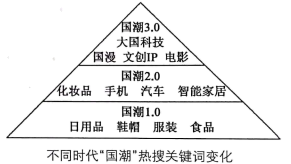 国潮3.0
大国科技
国漫 文创IP 电影
国潮2.0
化妆品 手机 汽车 智能家居
国潮1.0
日用品 鞋帽 服装 食品
不同时代“国潮”热搜关键词变化